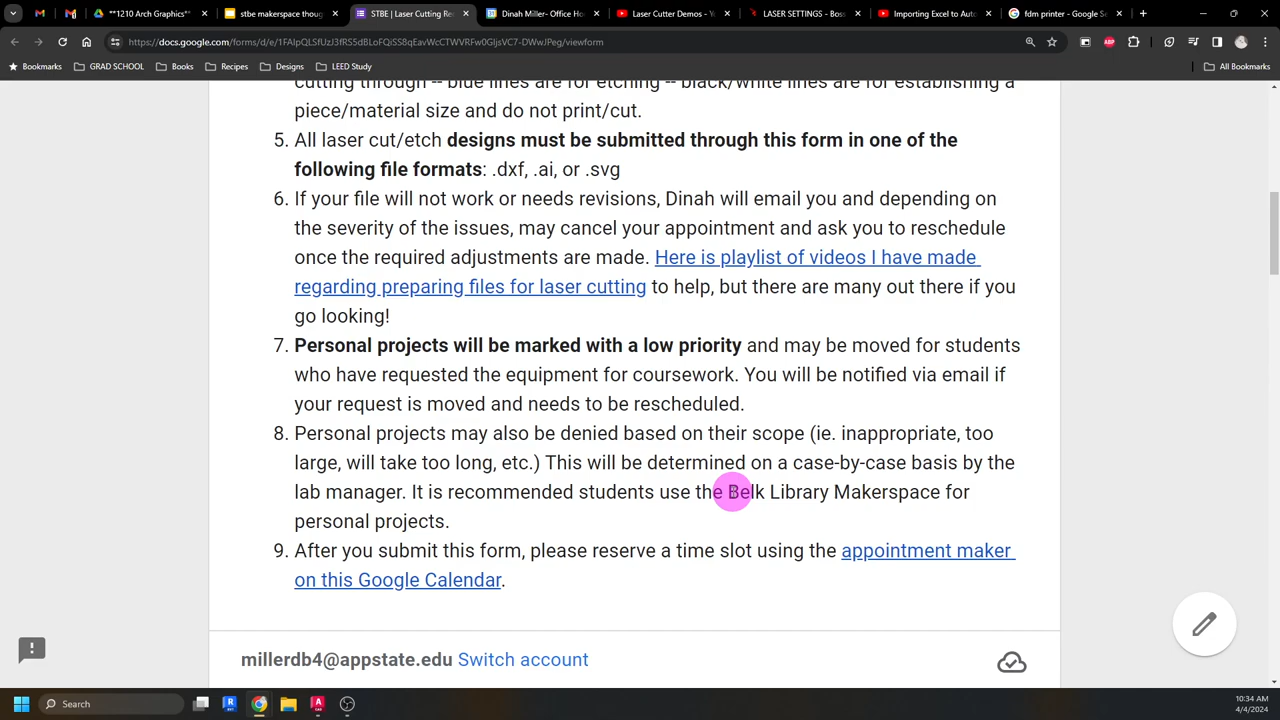 **1210 Arch Graphics*
stbe makerspace thoug
STBE | Laser Cutting Re
Dinah Miller- Office Ho
Laser Cutter Demos - Y
LASER SETTINGS - Boss
Importing Excel to Auto
fdm printer - Google Se
https://docs.google.com/forms/d/e/1FAIpQLSfUzJ3fRS5dBLoFQiSS8qEavWcCTWVRFw0GIjsVC7-DWwJPeg/viewform
Bookmarks
GRAD SCHOOL
Books
Recipes
Designs
LEED Study
All Bookmarks
cutting through -- blue lines are for etching -- black/white lines are for establishing a
piece/material size and do not print/cut.
5. All laser cut/etch designs must be submitted through this form in one of the
following file formats: .dxf, .ai, or .svg
6. If your file will not work or needs revisions, Dinah will email you and depending on
the severity of the issues, may cancel your appointment and ask you to reschedule
once the required adjustments are made. Here is playlist of videos I have made
regarding preparing files for laser cutting to help, but there are many out there if you
go looking!
7. Personal projects will be marked with a low priority and may be moved for students
who have requested the equipment for coursework. You will be notified via email if
your request is moved and needs to be rescheduled.
8. Personal projects may also be denied based on their scope (ie. inappropriate, too
large, will take too long, etc.) This will be determined on a case-by-case basis by the
lab manager. It is recommended students use the Belk Library Makerspace for
personal projects.
9. After you submit this form, please reserve a time slot using the appointment maker
on this Google Calendar.
millerdb4@appstate.edu Switch account
Search
10:34 AM
4/4/2024